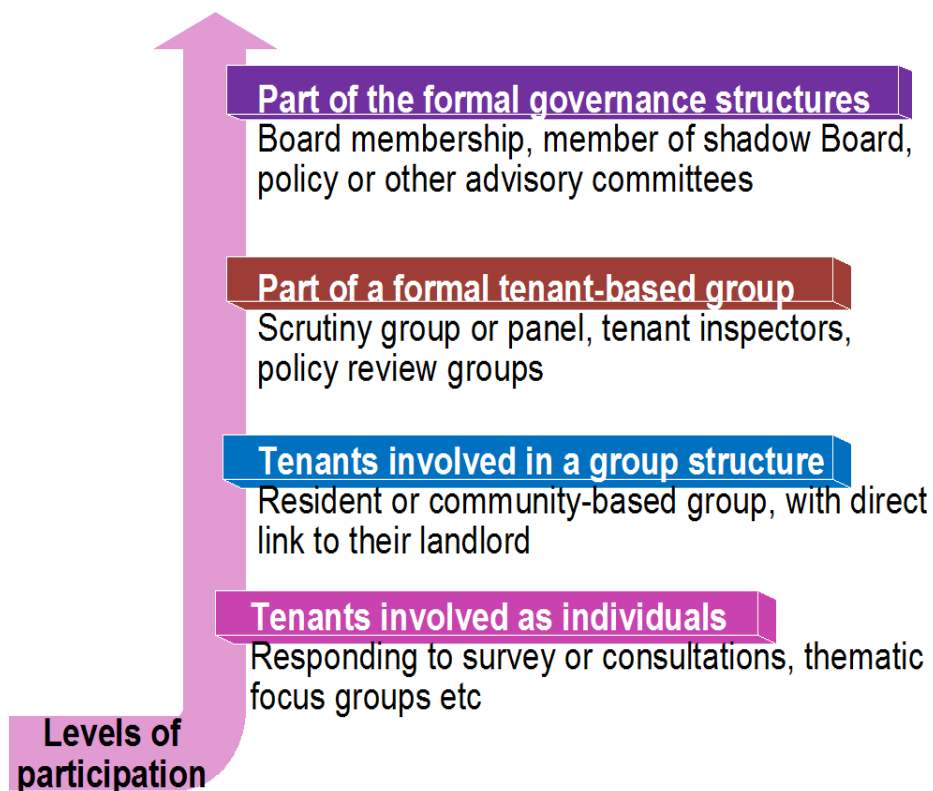 Part of the formal governance structures
Board membership, member of shadow Board,
policy or other advisory committees
Part of a formal tenant-based group
Scrutiny group or panel, tenant inspectors,
policy review groups
Tenants involved in a group structure
Resident or community-based group, with direct
link to their landlord
Tenants involved as individuals
Responding to survey or consultations, thematic
focus groups etc
Levels of
participation